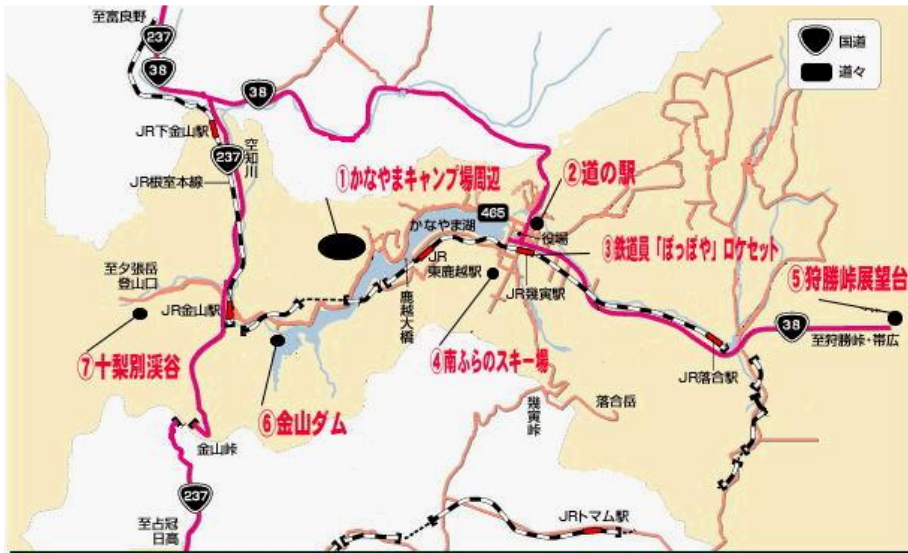 至富良野
237
38
38
国道
道々
JR下金山駅
237
空知川
JR根室本線
①かなやまキャンプ場周辺
②道の駅
465
かなやま湖
役場
③鉄道員「ぽっぽや」ロケセット
JR
東鹿越駅
JR幾寅駅
至夕張岳
登山口
JR金山駅
鹿越大橋
⑤狩勝峠展望台
38
至狩勝峠・帯広
④南ふらのスキー場
JR落合駅
⑦十梨別渓谷
⑥金山ダム
幾寅峠
落合岳
金山峠
237
至占冠
日高
JRトマム駅